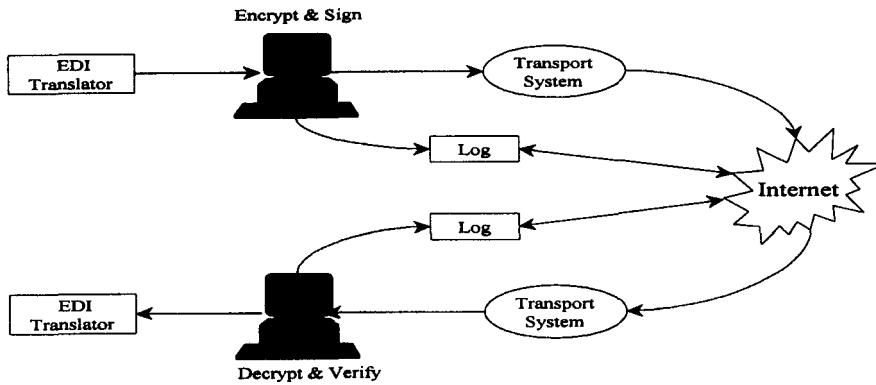 Encrypt & Sign
EDI
Translator
Transport
System
Log
Internet
Log
EDI
Translator
Transport
System
Decrypt & Verify